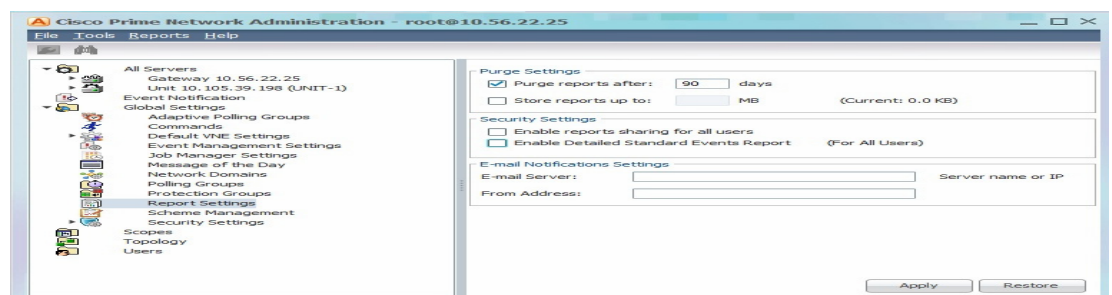 Cisco Prime Network Administration - root@10.56.22.25
File Tools Reports Help
All Servers
Gateway 10.56.22.25
Unit 10.105.39.198 (UNIT-1)
Event Notification
Global Settings
Adaptive Polling Groups
Commands
Default VNE Settings
Event Management Settings
Job Manager Settings
Message of the Day
Network Domains
Polling Groups
Protection Groups
Report Settings
Scheme Management
Security Settings
Scopes
Topology
Users
Purge Settings
Purge reports after: 90 days
Store reports up to: MB (Current: 0.0 KB)
Security Settings
Enable reports sharing for all users
Enable Detailed Standard Events Report (For All Users)
E-mail Notifications Settings
E-mail Server: Server name or IP
From Address:
Apply Restore